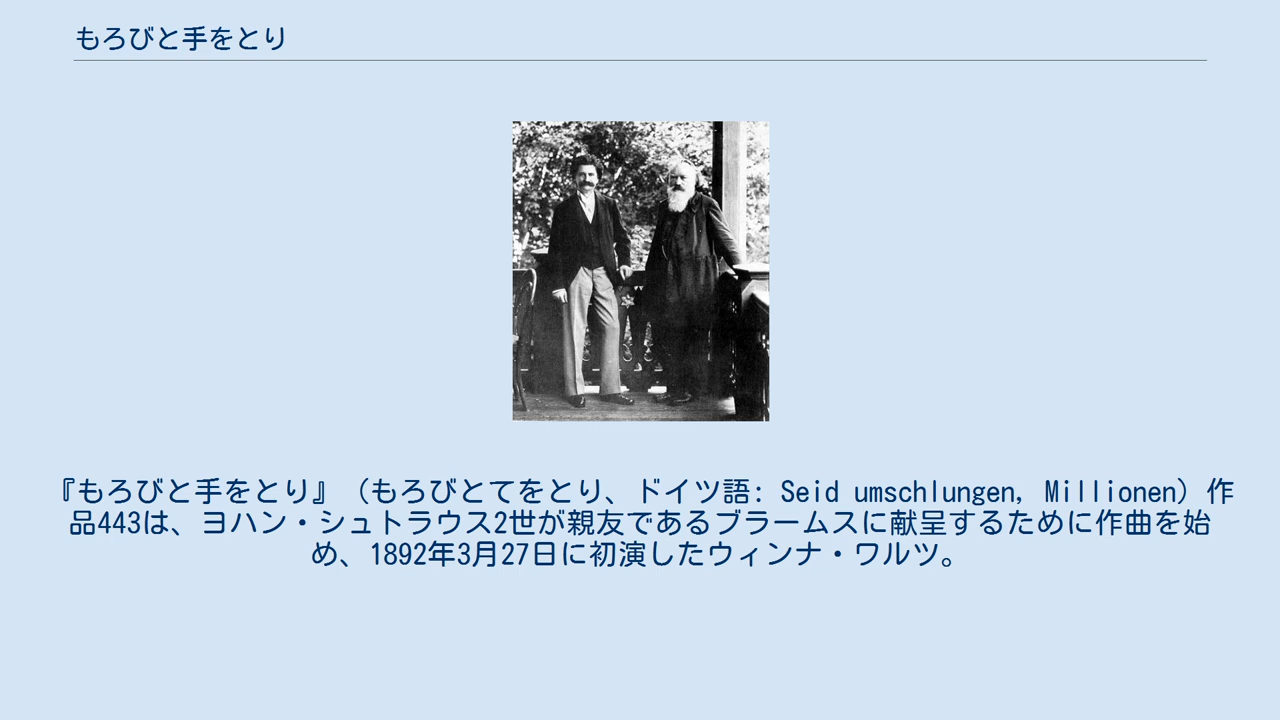 もろびと手をとり
『もろびと手をとり』（もろびとてをとり、ドイツ語: Seid umschlungen, Millionen）作
品443は、ヨハン・シュトラウス2世が親友であるブラームスに献呈するために作曲を始
め、1892年3月27日に初演したウィンナ・ワルツ。